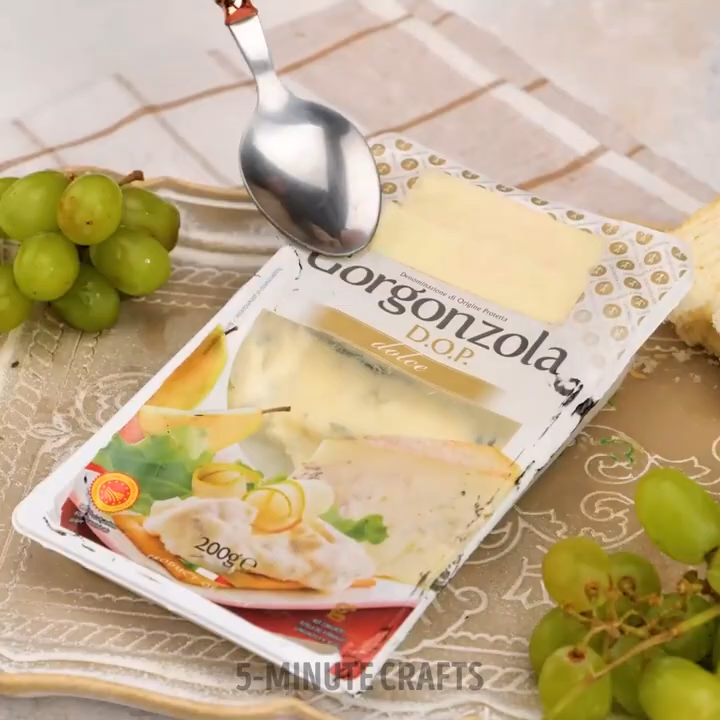 Denominazione di Origine Protetta
Gorgonzola
D.O.P.
dolce
200g e
5-MINUTE CRAFTS